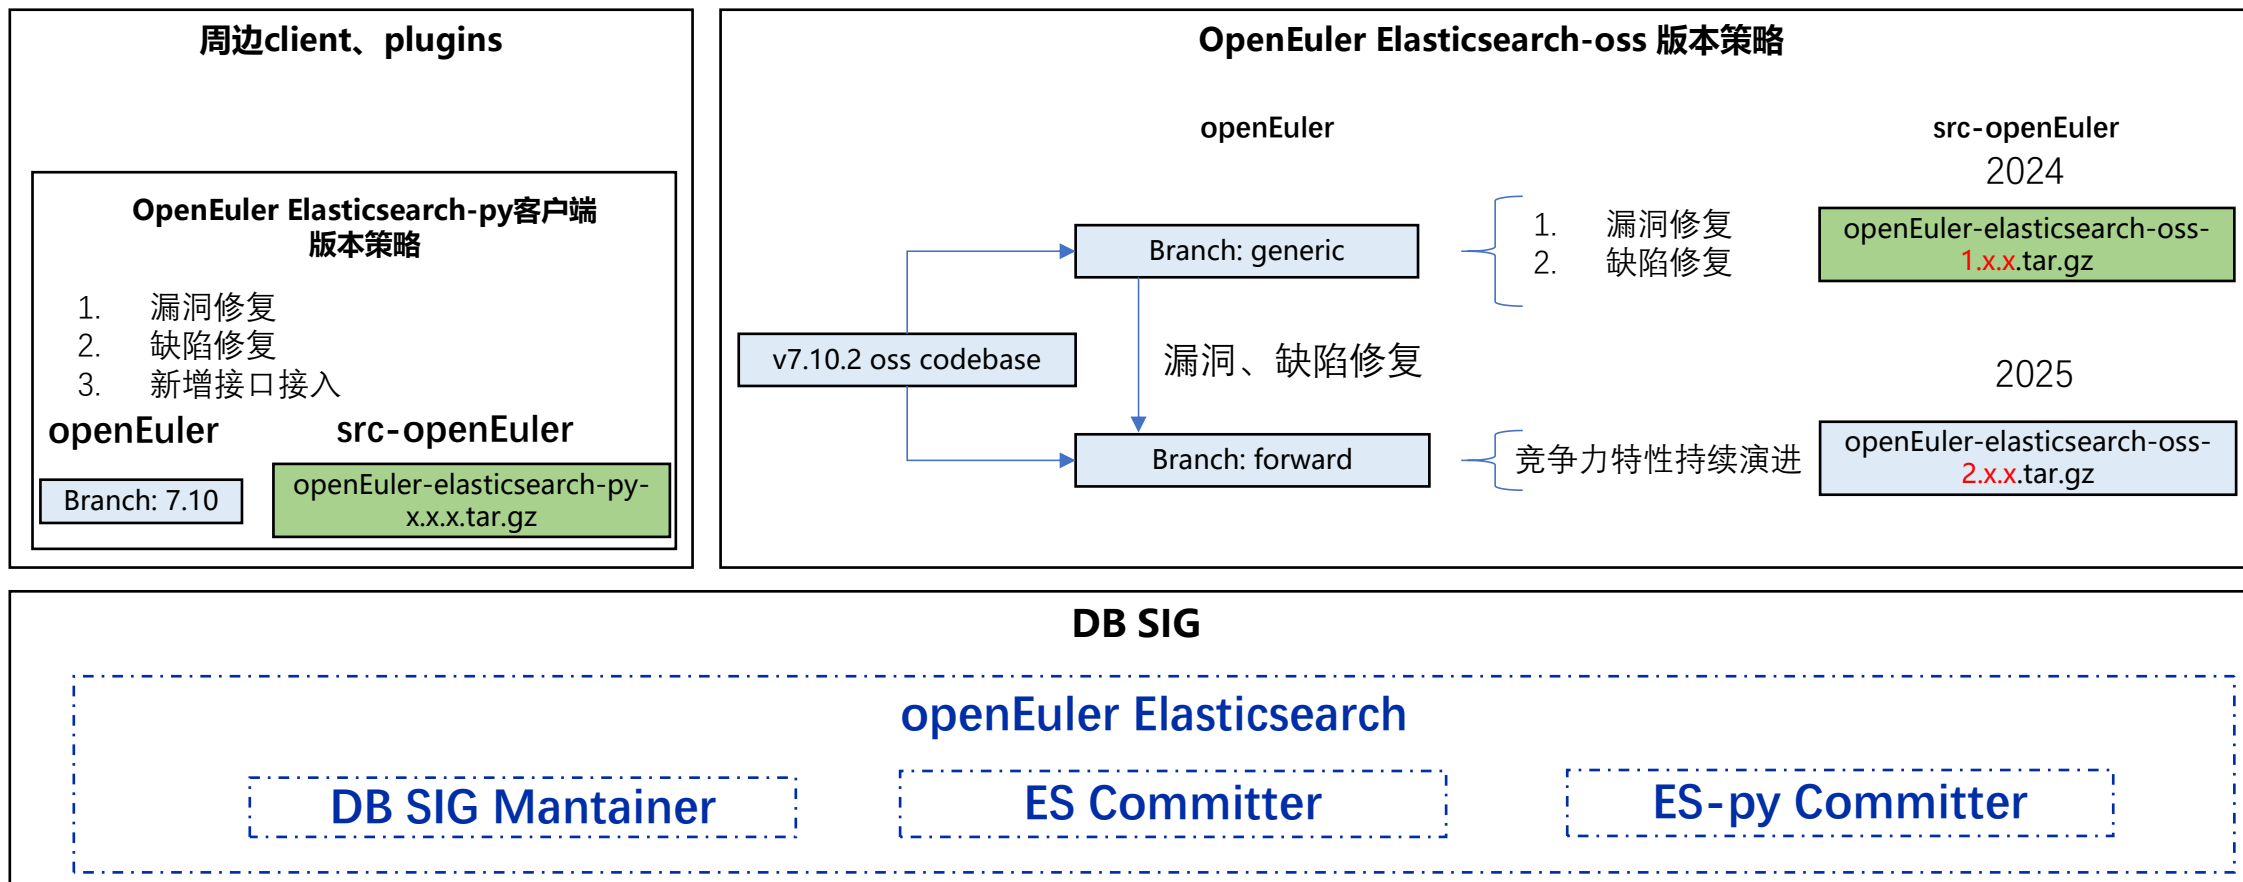 周边client、plugins
OpenEuler Elasticsearch-py客户端
版本策略
1. 漏洞修复
2. 缺陷修复
3. 新增接口接入
openEuler
src-openEuler
Branch: 7.10
openEuler-elasticsearch-py-
x.x.x.tar.gz
OpenEuler Elasticsearch-oss 版本策略
openEuler
src-openEuler
2024
Branch: generic
1. 漏洞修复
2. 缺陷修复
openEuler-elasticsearch-oss-
1.x.x.tar.gz
v7.10.2 oss codebase
漏洞、缺陷修复
2025
Branch: forward
竞争力特性持续演进
openEuler-elasticsearch-oss-
2.x.x.tar.gz
DB SIG
openEuler Elasticsearch
DB SIG Mantainer
ES Committer
ES-py Committer